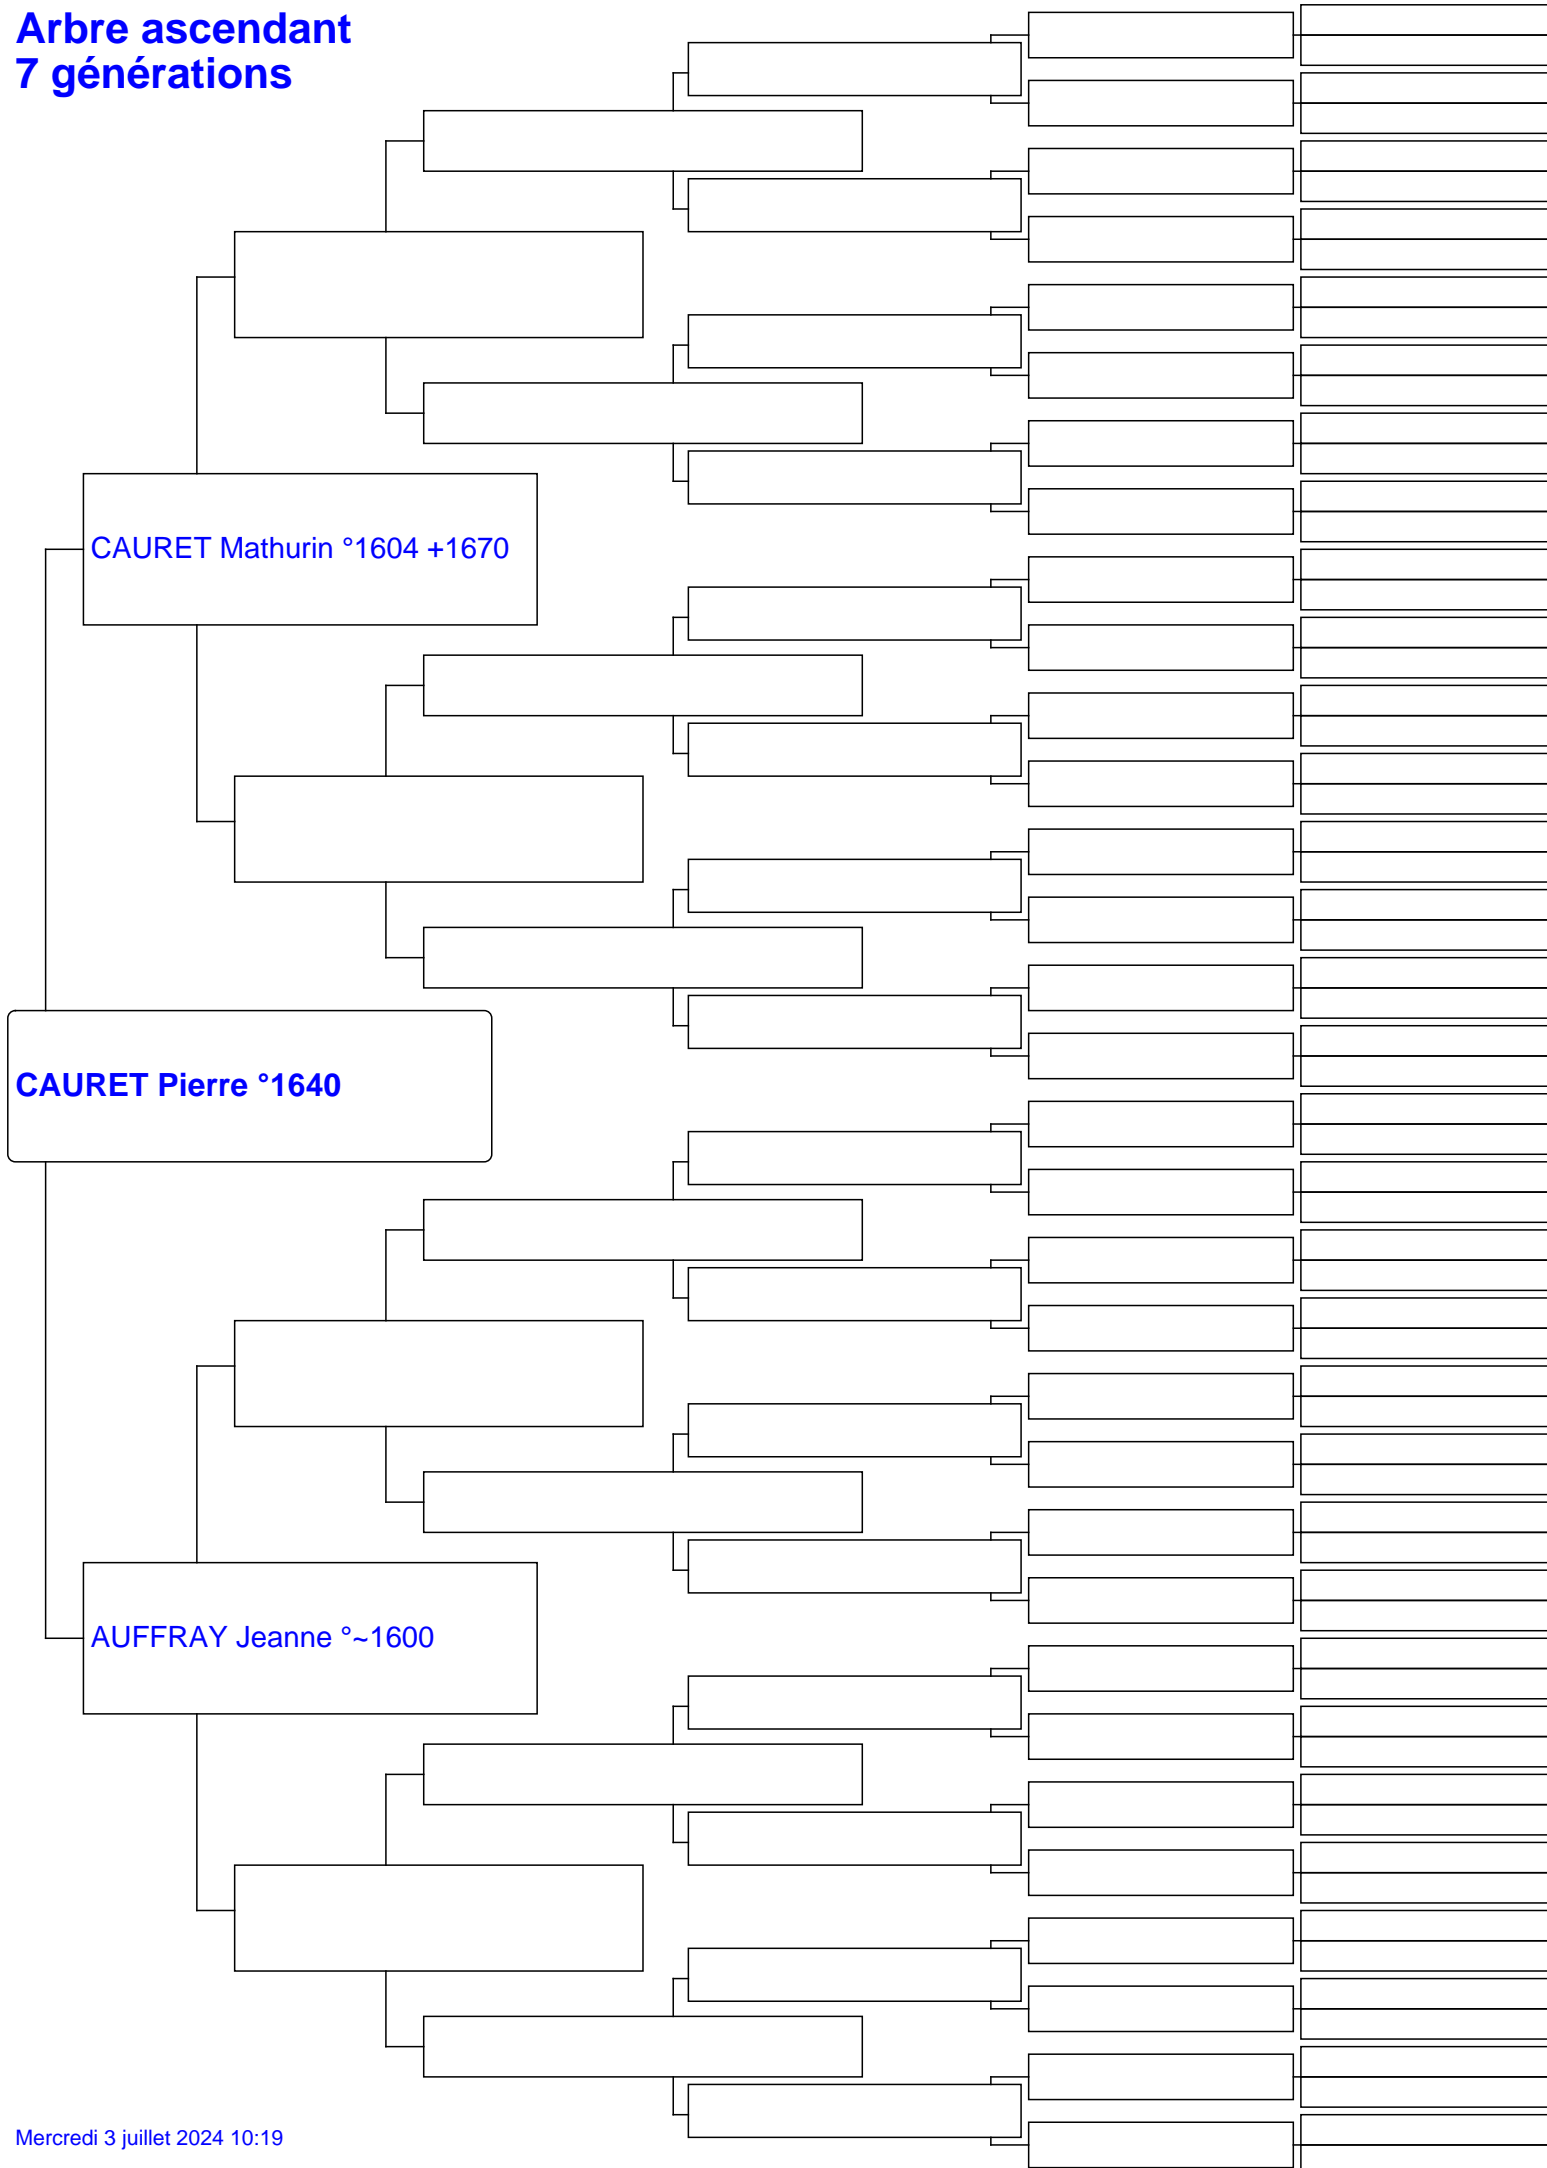 Arbre ascendant
7 générations
CAURET Mathurin °1604 +1670
CAURET Pierre °1640
AUFFRAY Jeanne °~1600
Mercredi 3 juillet 2024 10:19